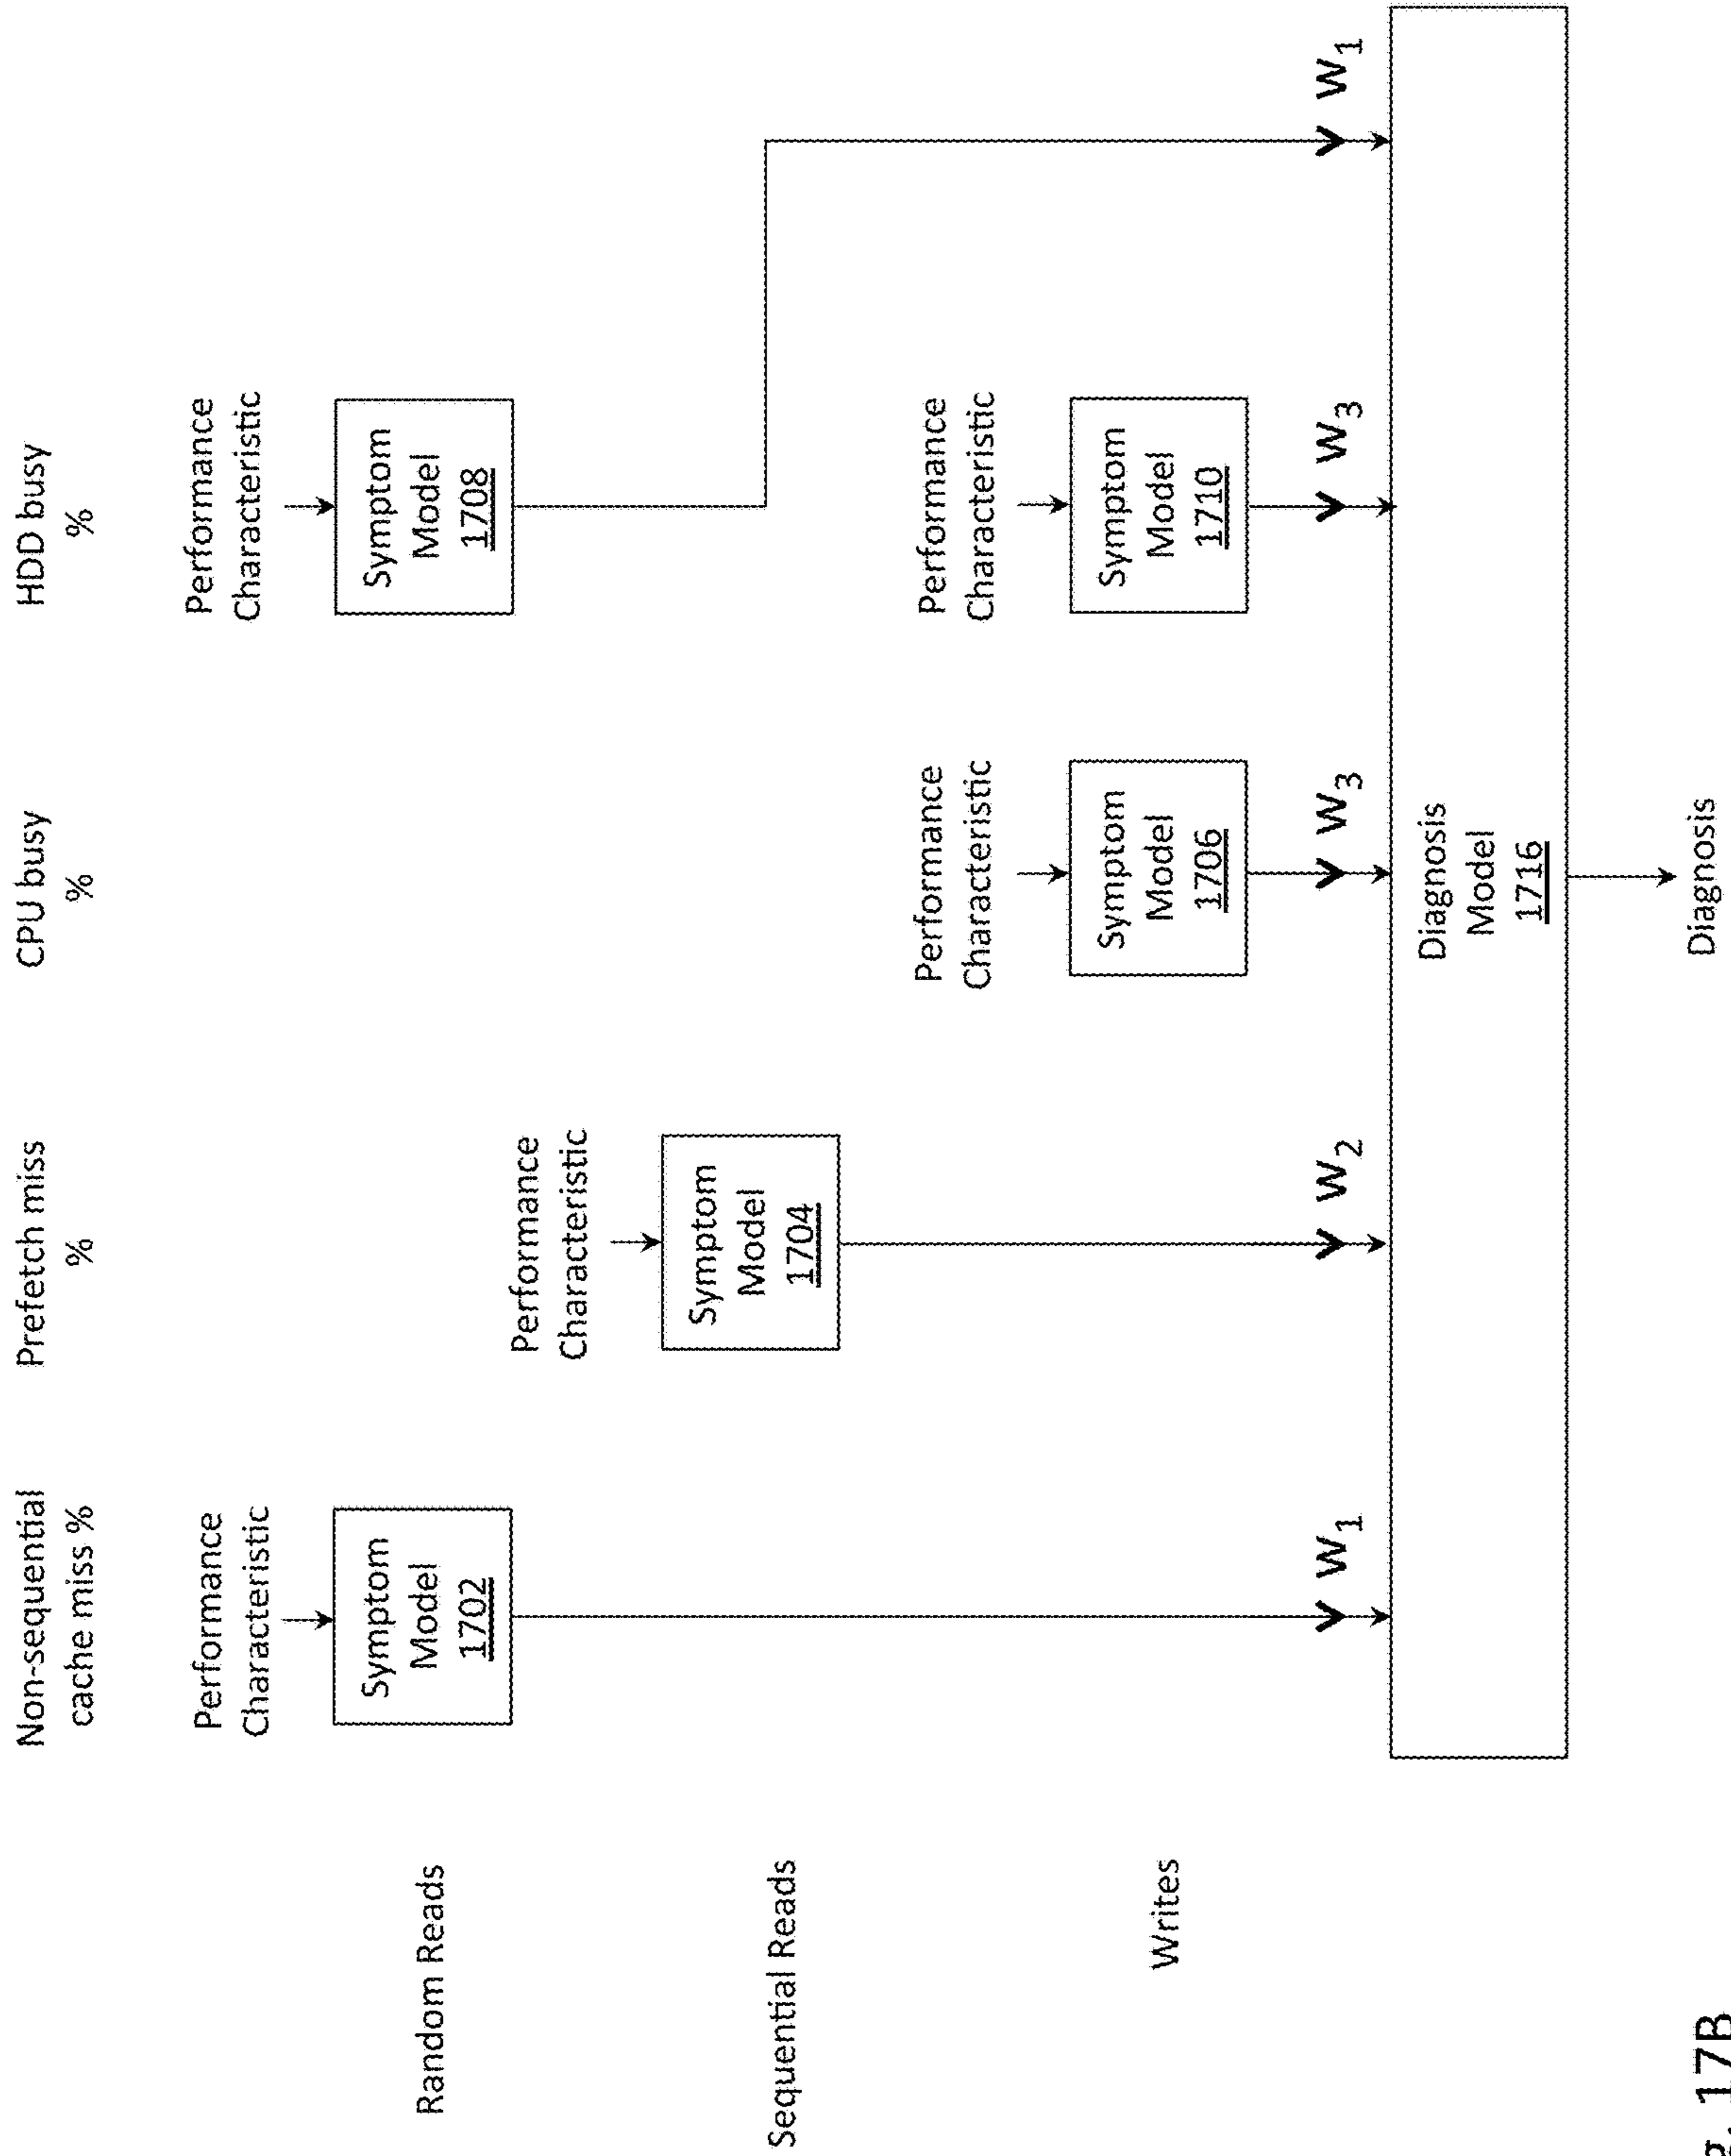 Non-sequential
cache miss %
Prefetch miss
%
CPU busy
%
HDD busy
%
Random Reads
Performance
Characteristic
Symptom
Model
1702
Performance
Characteristic
Symptom
Model
1708
Sequential Reads
Performance
Characteristic
Symptom
Model
1704
Writes
Performance
Characteristic
Symptom
Model
1706
Performance
Characteristic
Symptom
Model
1710
W1
W2
W3
W3
W1
Diagnosis
Model
1716
Diagnosis
17B